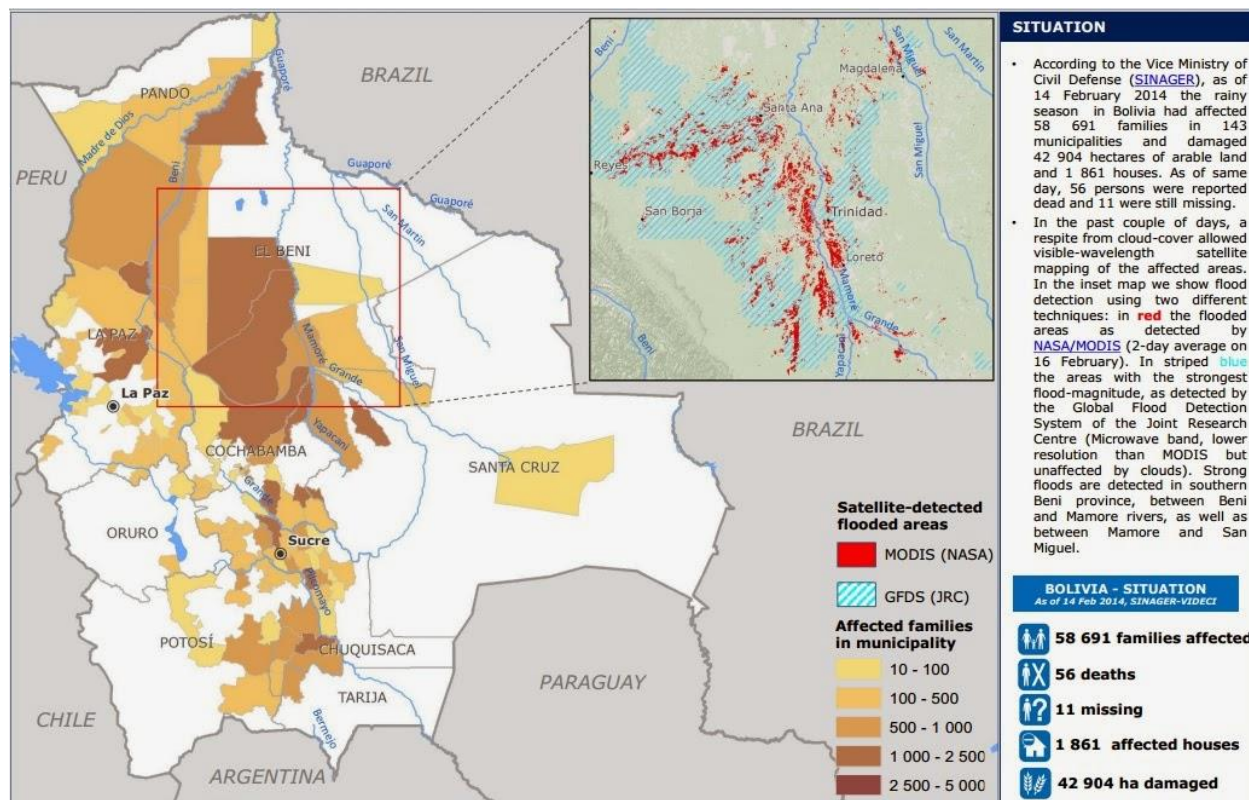 BRAZIL
PANDO
Guaporé
Madre de Dios
Beni
PERU
Guaporé
Guaporé
San Martin
EL BENI
LA PAZ
Mamoré
Grande
San Miguel
La Paz
Yapacani
COCHABAMBA
SANTA CRUZ
BRAZIL
Grande
ORURO
Sucre
Pilcomayo
POTOSÍ
CHUQUISACA
TARIJA
PARAGUAY
CHILE
Bermejo
ARGENTINA
Beni
San Miguel
San Martin
Magdalena
Santa Ana
San Miguel
Reyes
San Borja
Trinidad
Loreto
Mamoré
Grande
Beni
Yapacani
Satellite-detected
flooded areas
MODIS (NASA)
GFDS (JRC)
Affected families
in municipality
10 - 100
100 - 500
500 - 1 000
1 000 - 2 500
2 500 - 5 000
SITUATION
• According to the Vice Ministry of
Civil Defense (SINAGER), as of
14 February 2014 the rainy
season in Bolivia had affected
58 691 families in 143
municipalities and damaged
42 904 hectares of arable land
and 1 861 houses. As of same
day, 56 persons were reported
dead and 11 were still missing.
• In the past couple of days, a
respite from cloud-cover allowed
visible-wavelength satellite
mapping of the affected areas.
In the inset map we show flood
detection using two different
techniques: in red the flooded
areas as detected by
NASA/MODIS (2-day average on
16 February). In striped blue
the areas with the strongest
flood-magnitude, as detected by
the Global Flood Detection
System of the Joint Research
Centre (Microwave band, lower
resolution than MODIS but
unaffected by clouds). Strong
floods are detected in southern
Beni province, between Beni
and Mamore rivers, as well as
between Mamore and San
Miguel.
BOLIVIA - SITUATION
As of 14 Feb 2014, SINAGER-VIDECI
58 691 families affected
56 deaths
11 missing
1 861 affected houses
42 904 ha damaged